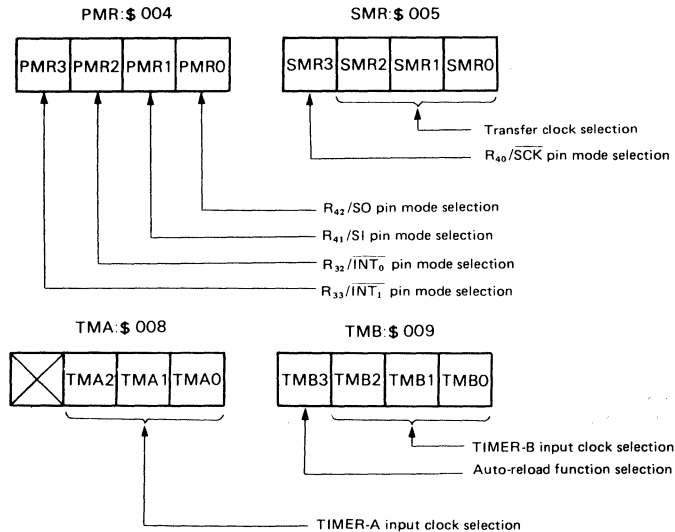 PMR:$ 004
SMR:$ 005
PMR3 PMR2 PMR1 PMR0
SMR3 SMR2 SMR1 SMR0
Transfer clock selection
R₄₀/S̅C̅K̅ pin mode selection
R₄₂/SO pin mode selection
R₄₁/SI pin mode selection
R₃₂/I̅N̅T̅₀̅ pin mode selection
R₃₃/I̅N̅T̅₁̅ pin mode selection
TMA:$ 008
TMB:$ 009
TMA2 TMA1 TMA0
TMB3 TMB2 TMB1 TMB0
TIMER-B input clock selection
Auto-reload function selection
TIMER-A input clock selection